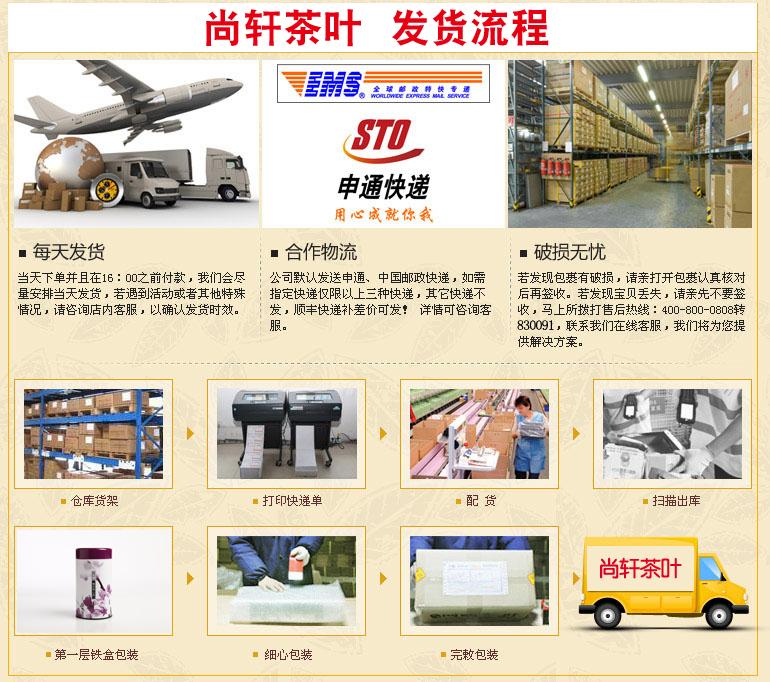 尚轩茶叶 发货流程
EMS® 全球邮政特快专递
WORLDWIDE EXPRESS MAIL SERVICE
STO
申通快递
用心成就你我
■ 每天发货
当天下单并且在16：00之前付款，我们会尽
量安排当天发货，若遇到活动或者其他特殊
情况，请咨询店内客服，以确认发货时效。
■ 合作物流
公司默认发送申通、中国邮政快递，如需
指定快递仅限以上三种快递，其它快递不
发，顺丰快递补差价可发！ 详情可咨询客
服。
■ 破损无忧
若发现包裹有破损，请亲打开包裹认真核对
后再签收。若发现宝贝丢失，请亲先不要签
收，马上所拨打售后热线：400-800-0808转
830091，联系我们在线客服，我们将为您提
供解决方案。
■ 仓库货架
■ 打印快递单
■ 配 货
■ 扫描出库
尚轩茶叶
■ 第一层铁盒包装
■ 细心包装
■ 完敉包装